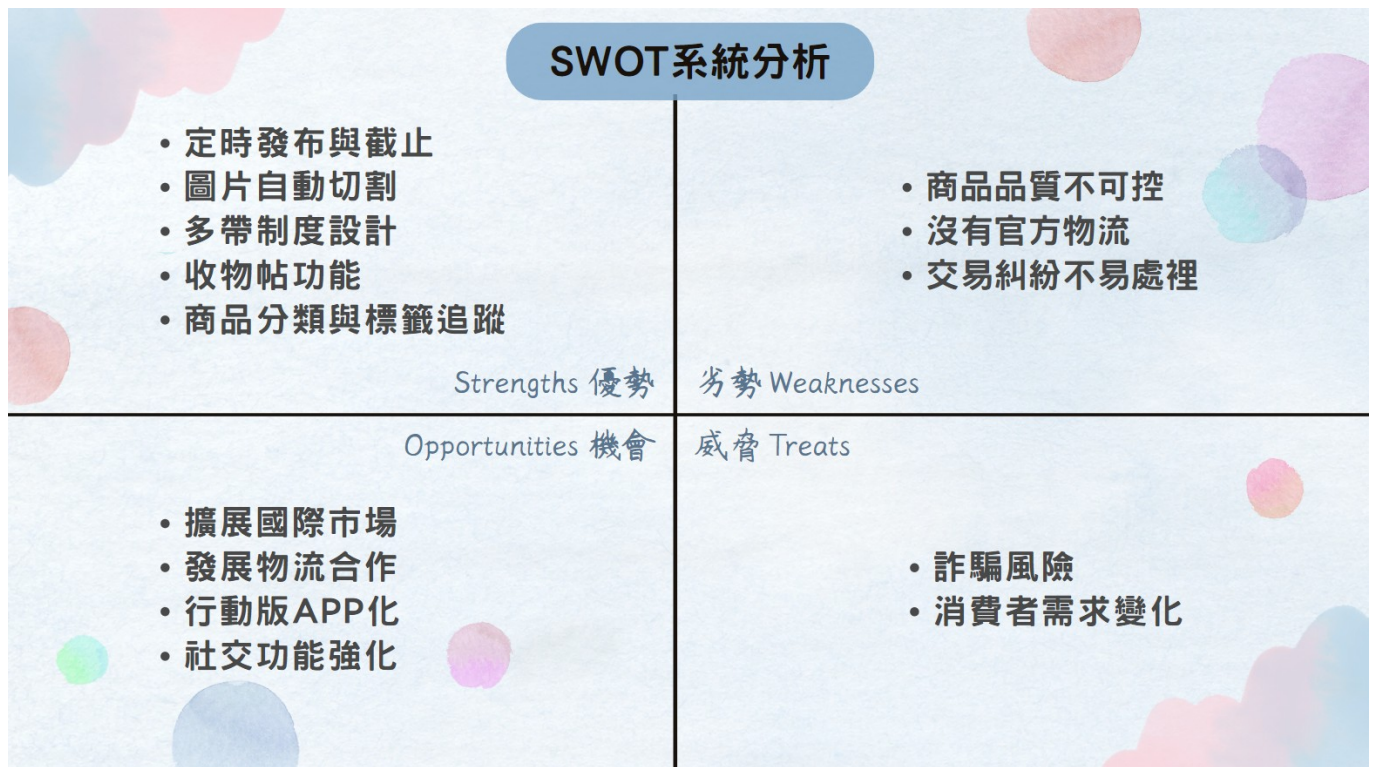 SWOT系統分析
• 定時發布與截止
• 圖片自動切割
• 多帶制度設計
• 收物帖功能
• 商品分類與標籤追蹤
Strengths 優勢
• 商品品質不可控
• 沒有官方物流
• 交易糾紛不易處裡
劣勢 Weaknesses
Opportunities 機會
• 擴展國際市場
• 發展物流合作
• 行動版APP化
• 社交功能強化
威脅 Treats
• 詐騙風險
• 消費者需求變化